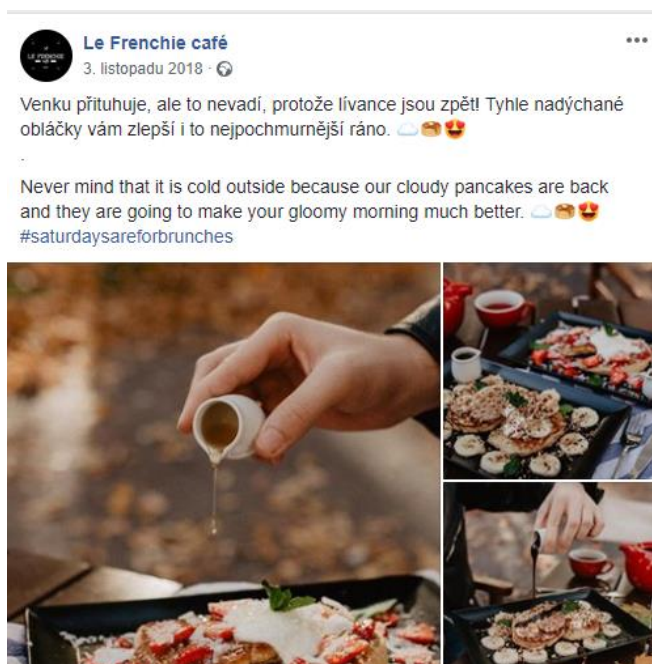 Le Frenchie café
3. listopadu 2018 ·
Venku přituhuje, ale to nevadí, protože lívance jsou zpět! Tyhle nadýchané
obláčky vám zlepší i to nejpochmurnější ráno. ☁️🥞😍
.
Never mind that it is cold outside because our cloudy pancakes are back
and they are going to make your gloomy morning much better. ☁️🥞😍
#saturdaysareforbrunches
LE FRENCHIE